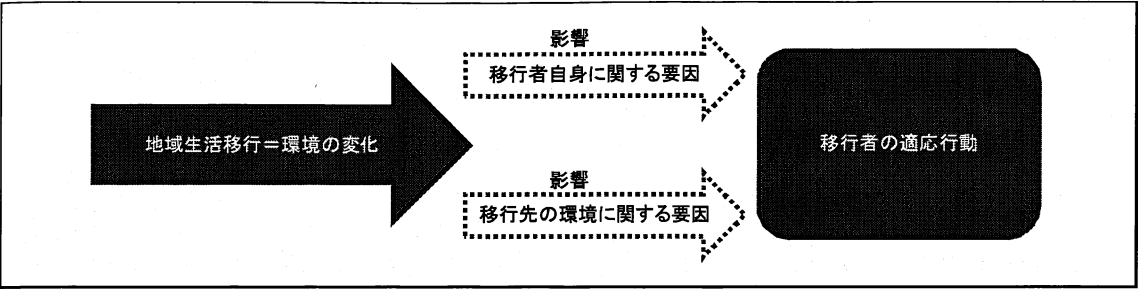 影響
移行者自身に関する要因
地域生活移行＝環境の変化
移行者の適応行動
影響
移行先の環境に関する要因